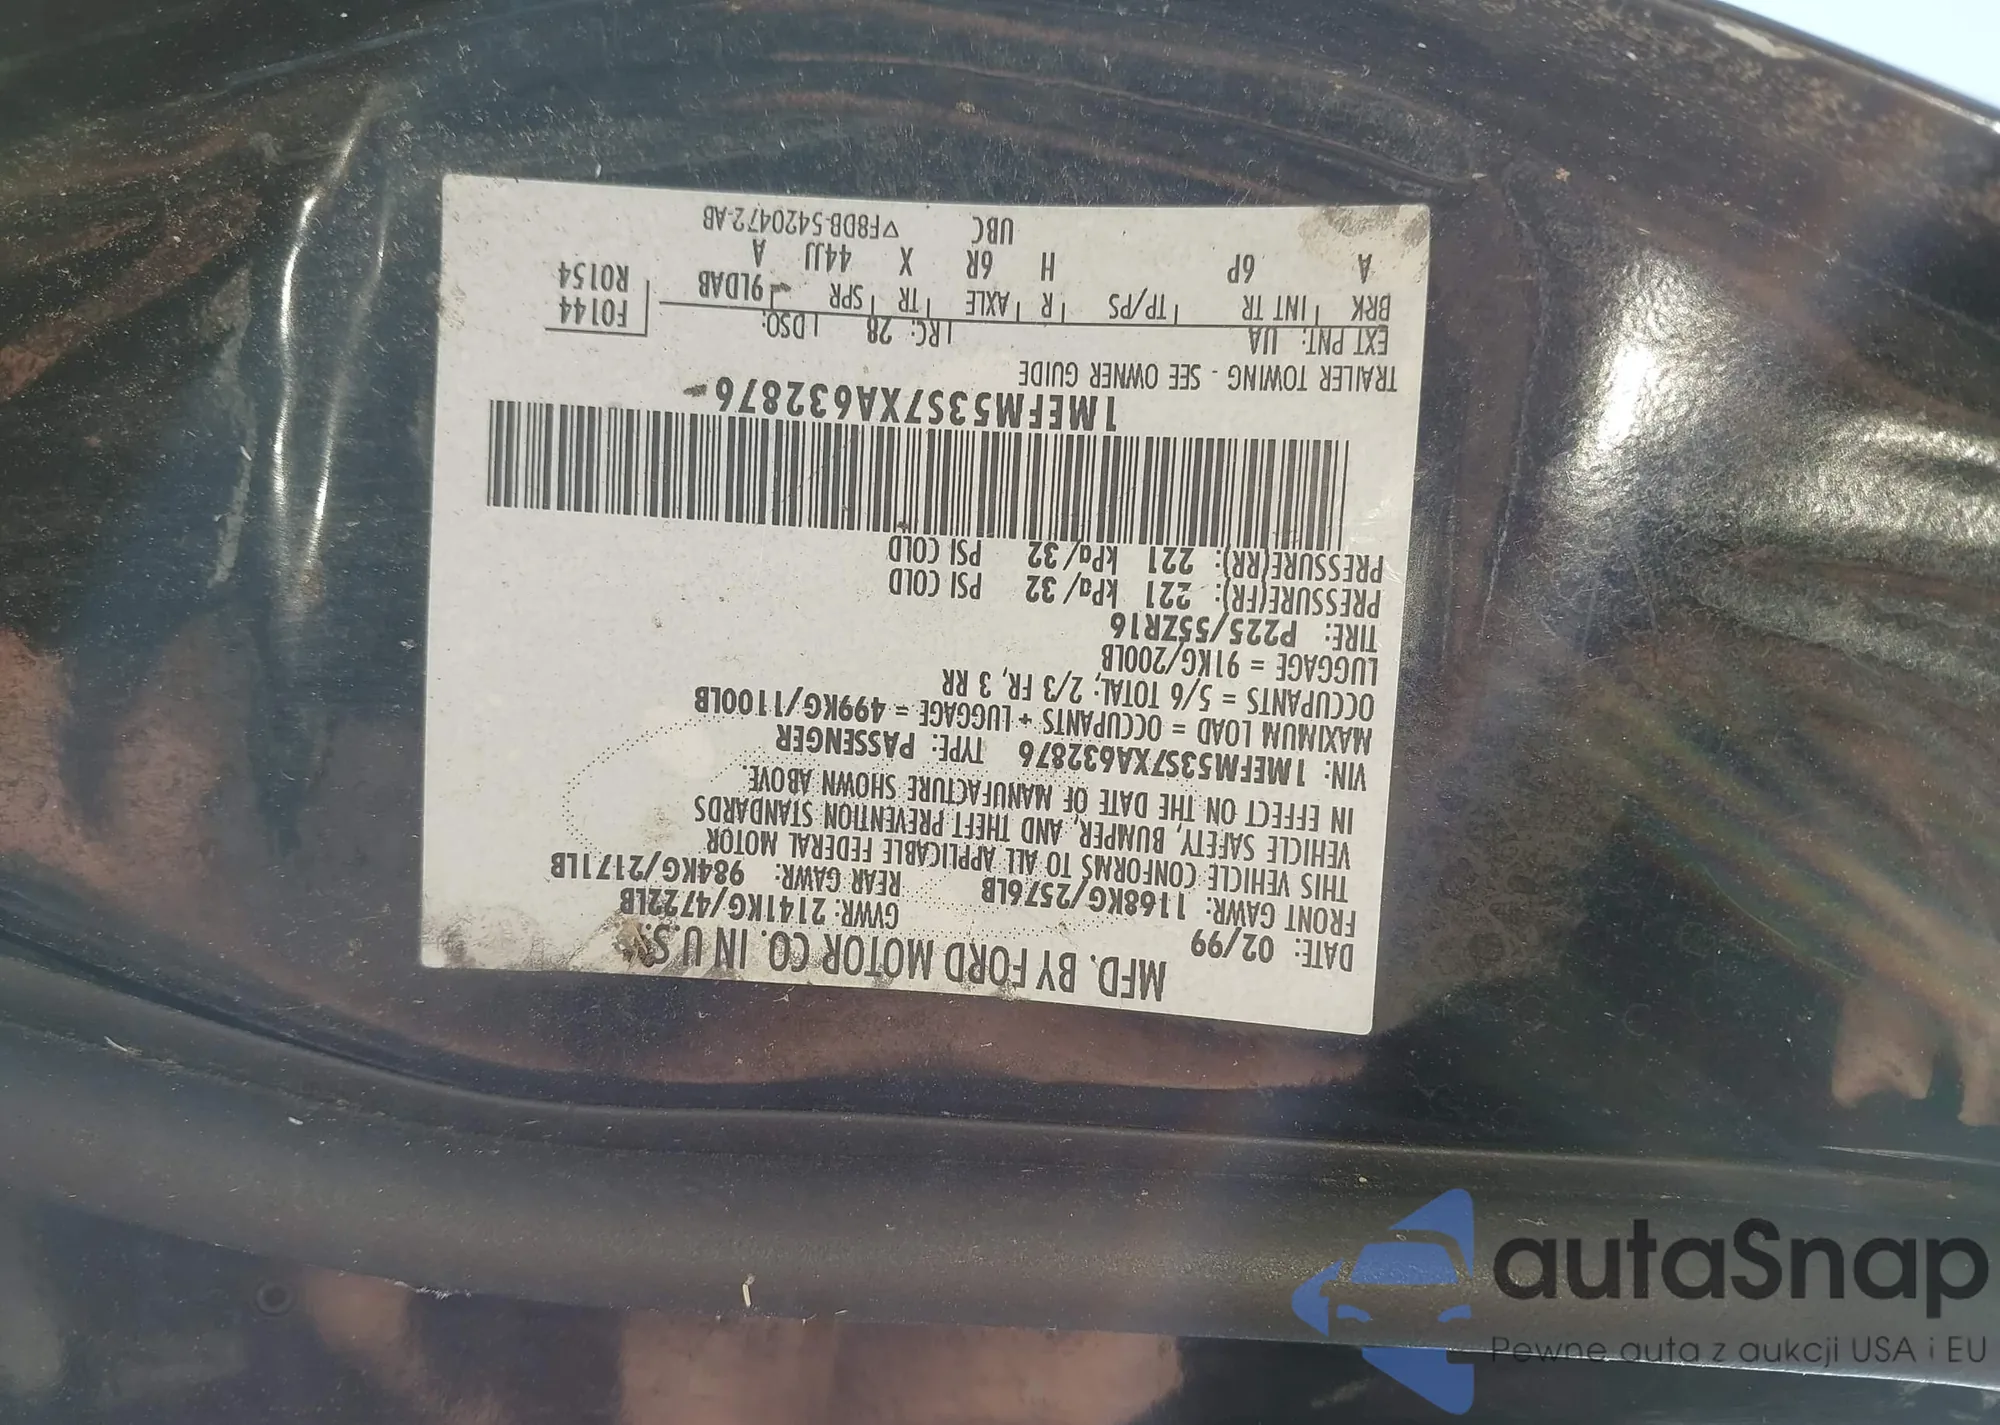 MFD. BY FORD MOTOR CO. IN U.S.A.
DATE: 02/99 GVWR: 2141KG/4722LB
FRONT GAWR: 1168KG/2576LB REAR GAWR: 984KG/2171LB
THIS VEHICLE CONFORMS TO ALL APPLICABLE FEDERAL MOTOR
VEHICLE SAFETY, BUMPER, AND THEFT PREVENTION STANDARDS
IN EFFECT ON THE DATE OF MANUFACTURE SHOWN ABOVE.
VIN: 1MEFM53S7XA632876 TYPE: PASSENGER
MAXIMUM LOAD = OCCUPANTS + LUGGAGE = 499KG/1100LB
OCCUPANTS = 5/6 TOTAL; 2/3 FR, 3 RR
LUGGAGE = 91KG/200LB
TIRE: P225/55ZR16
PRESSURE(FR): 221 kPa/32 PSI COLD
PRESSURE(RR): 221 kPa/32 PSI COLD
1MEFM53S7XA632876
TRAILER TOWING - SEE OWNER GUIDE
EXT PNT: UA RC: 28 DSO: F0144
BRK INT TR TP/PS R AXLE TR SPR 9LDAB R0154
A 6P H 6R X 44JJ A
UBC ▽F8DB-5420472-AB
autaSnap
Pewne auta z aukcji USA i EU